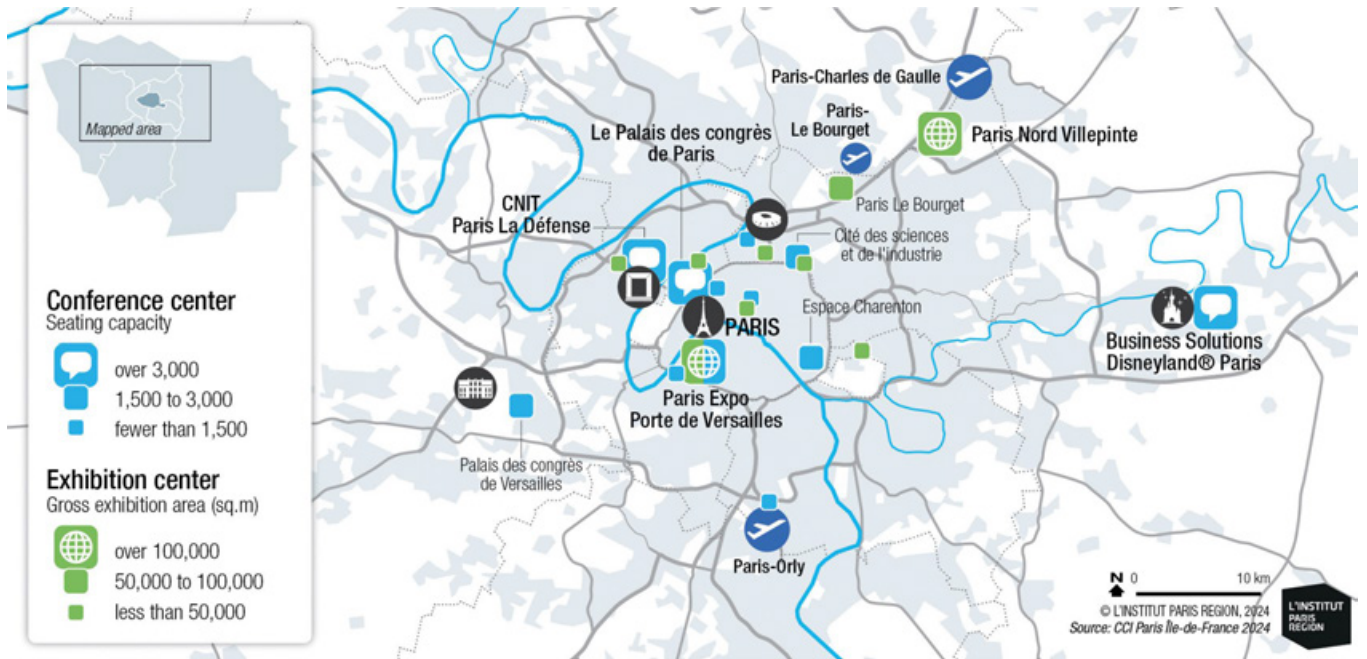 Mapped area
Conference center
Seating capacity
over 3,000
1,500 to 3,000
fewer than 1,500
Exhibition center
Gross exhibition area (sq.m)
over 100,000
50,000 to 100,000
less than 50,000
Paris-Charles de Gaulle
Paris-
Le Bourget
Paris Nord Villepinte
Le Palais des congrès
de Paris
Paris Le Bourget
CNIT
Paris La Défense
Cité des sciences
et de l'industrie
Espace Charenton
PARIS
Business Solutions
Disneyland® Paris
Paris Expo
Porte de Versailles
Palais des congrès
de Versailles
Paris-Orly
N 0 10 km
© L'INSTITUT PARIS REGION, 2024
Source: CCI Paris Île-de-France 2024
L'INSTITUT
PARIS
REGION